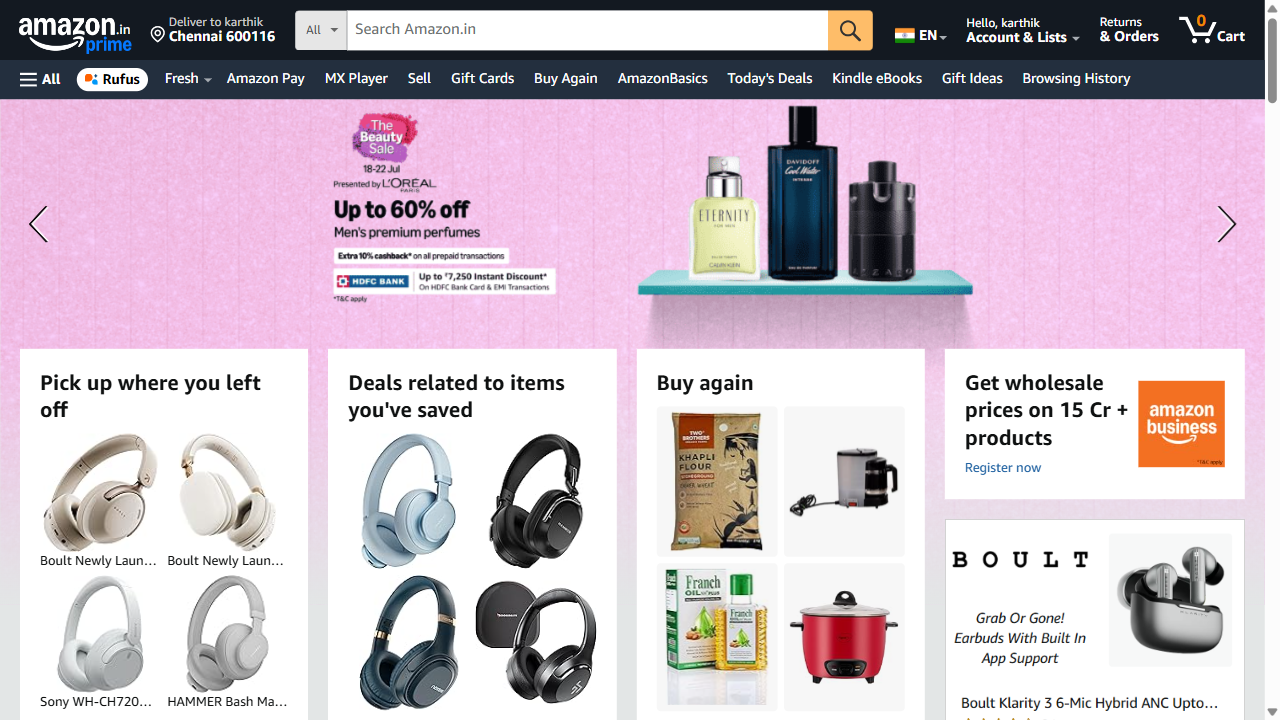 amazon.in
prime
Deliver to karthik
Chennai 600116
All
Search Amazon.in
EN
Hello, karthik
Account & Lists
Returns
& Orders
0
Cart
All
Rufus
Fresh
Amazon Pay
MX Player
Sell
Gift Cards
Buy Again
AmazonBasics
Today's Deals
Kindle eBooks
Gift Ideas
Browsing History
The
Beauty
Sale
18-22 Jul
Presented by L'ORÉAL
PARIS
Up to 60% off
Men's premium perfumes
Extra 10% cashback* on all prepaid transactions
HDFC BANK
Up to ₹7,250 Instant Discount*
On HDFC Bank Card & EMI Transactions
*T&C apply
ETERNITY
FOR MEN
CALVIN KLEIN
DAVIDOFF
Cool Water
INTENSE
AZZARO
Pick up where you left
off
Boult Newly Laun...
Boult Newly Laun...
Sony WH-CH720...
HAMMER Bash Ma...
Deals related to items
you've saved
Buy again
TWO
BROTHERS
KHAPLI
FLOUR
Franch
OIL
PLUS
Franch
Get wholesale
prices on 15 Cr +
products
Register now
amazon
business
*T&C apply
BOULT
Grab Or Gone!
Earbuds With Built In
App Support
Boult Klarity 3 6-Mic Hybrid ANC Upto...